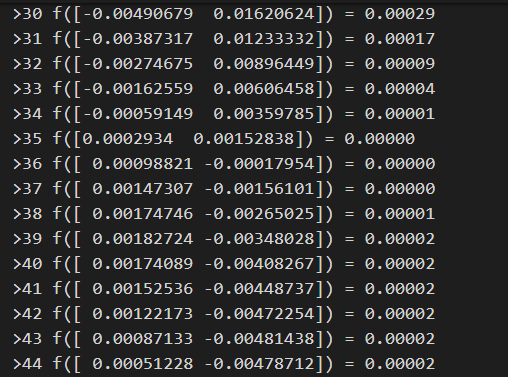 >30 f([-0.00490679  0.01620624]) = 0.00029
>31 f([-0.00387317  0.01233332]) = 0.00017
>32 f([-0.00274675  0.00896449]) = 0.00009
>33 f([-0.00162559  0.00606458]) = 0.00004
>34 f([-0.00059149  0.00359785]) = 0.00001
>35 f([0.0002934  0.00152838]) = 0.00000
>36 f([ 0.00098821 -0.00017954]) = 0.00000
>37 f([ 0.00147307 -0.00156101]) = 0.00000
>38 f([ 0.00174746 -0.00265025]) = 0.00001
>39 f([ 0.00182724 -0.00348028]) = 0.00002
>40 f([ 0.00174089 -0.00408267]) = 0.00002
>41 f([ 0.00152536 -0.00448737]) = 0.00002
>42 f([ 0.00122173 -0.00472254]) = 0.00002
>43 f([ 0.00087133 -0.00481438]) = 0.00002
>44 f([ 0.00051228 -0.00478712]) = 0.00002